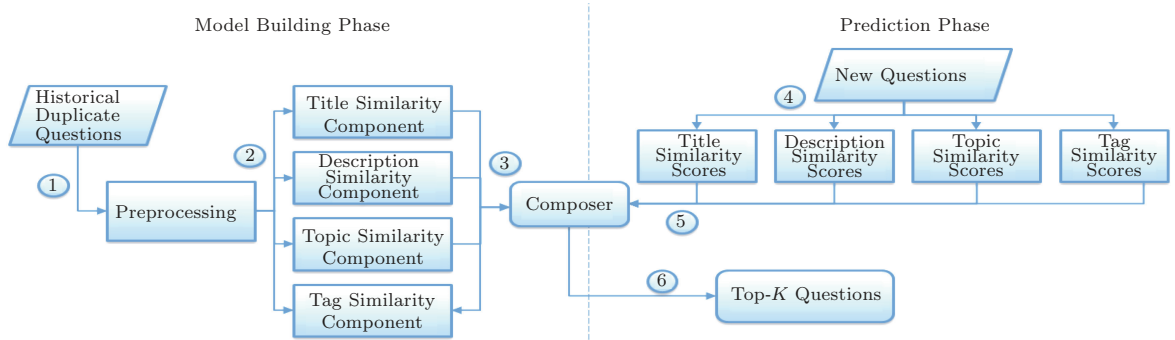 Model Building Phase
Prediction Phase
Historical
Duplicate
Questions
1
Preprocessing
2
Title Similarity
Component
Description
Similarity
Component
Topic Similarity
Component
Tag Similarity
Component
3
Composer
New Questions
4
Title
Similarity
Scores
Description
Similarity
Scores
Topic
Similarity
Scores
Tag
Similarity
Scores
5
6
Top-K Questions